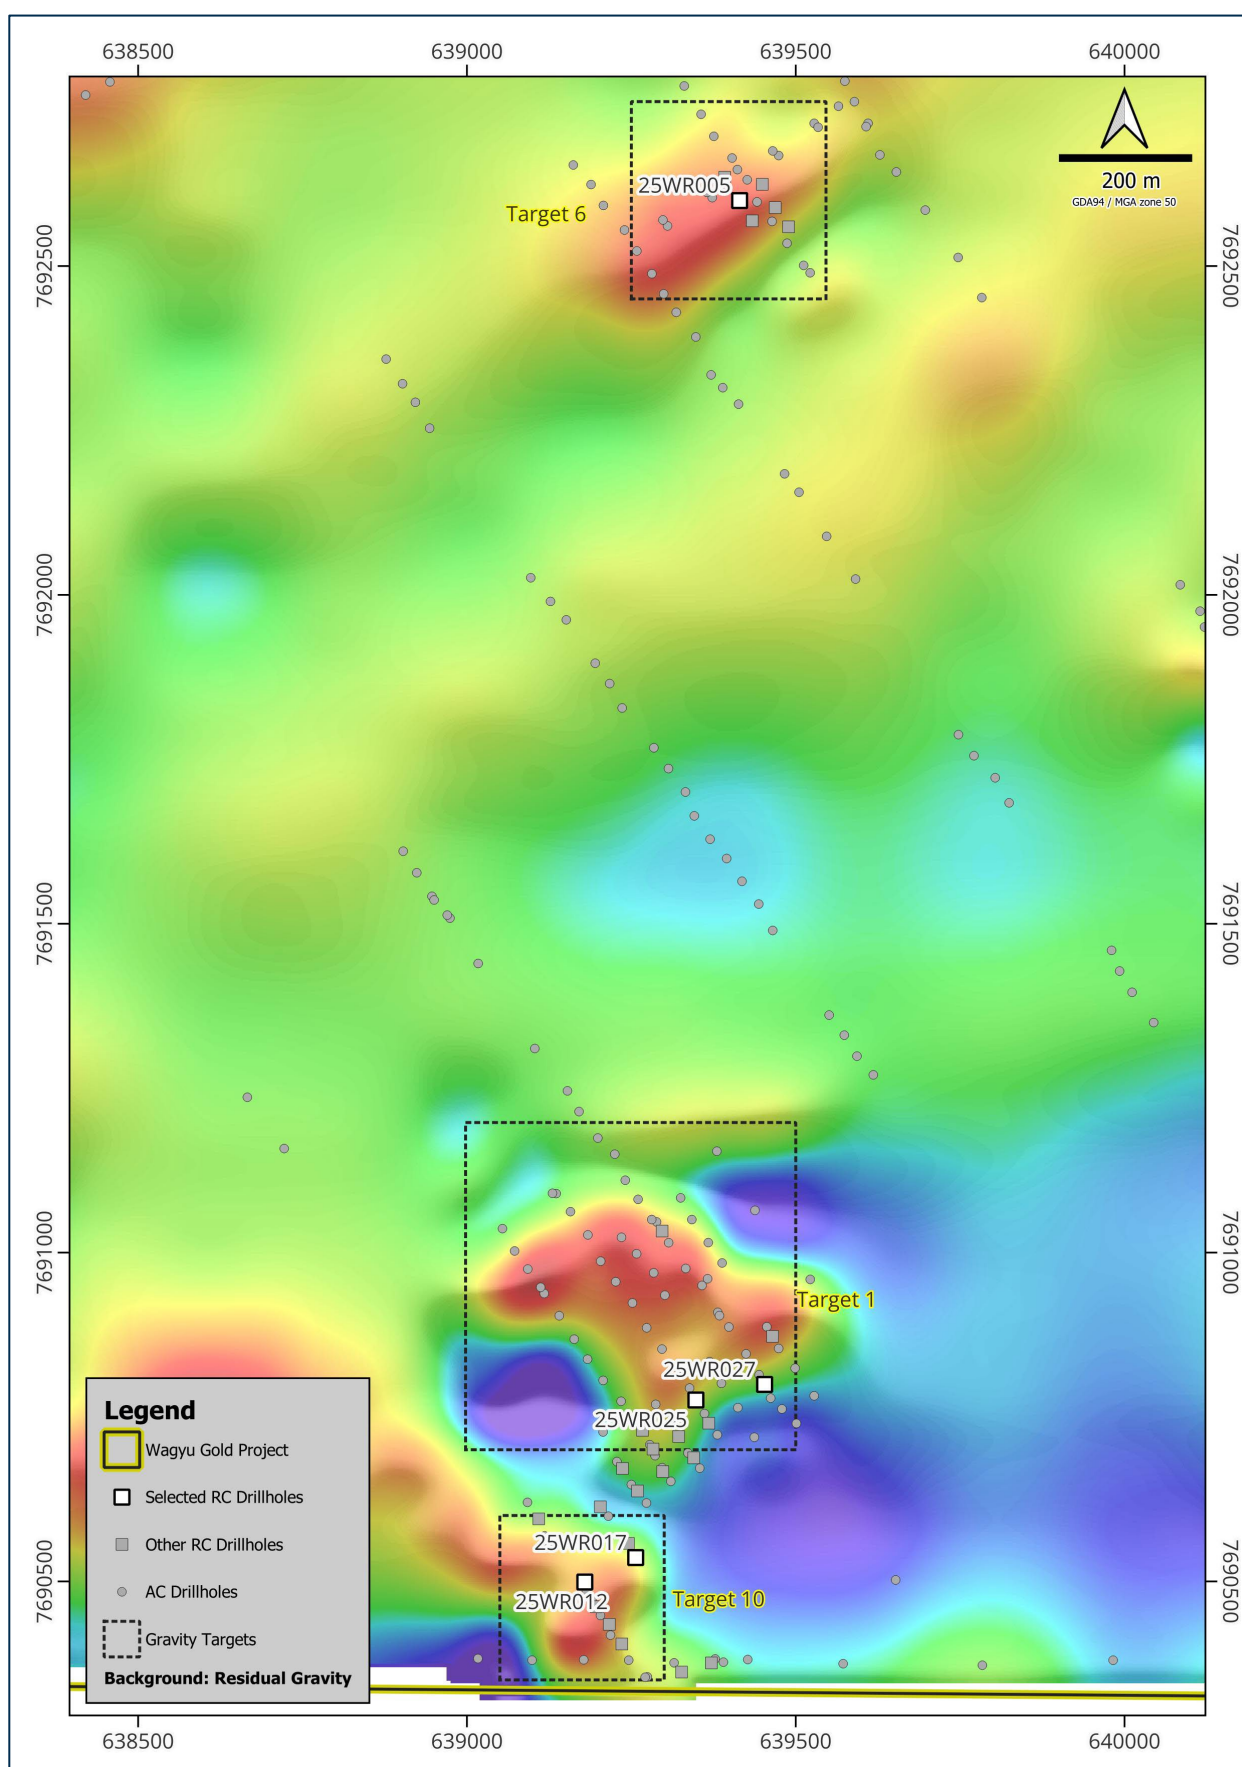 638500 639000 639500 640000
200 m
GDA94 / MGA zone 50
25WR005
Target 6
7692500 7692500
7692000 7692000
7691500 7691500
7691000 7691000
Target 1
25WR027
25WR025
Legend
Wagyu Gold Project
Selected RC Drillholes
Other RC Drillholes
AC Drillholes
Gravity Targets
Background: Residual Gravity
25WR017
7690500 7690500
25WR012
Target 10
638500 639000 639500 640000